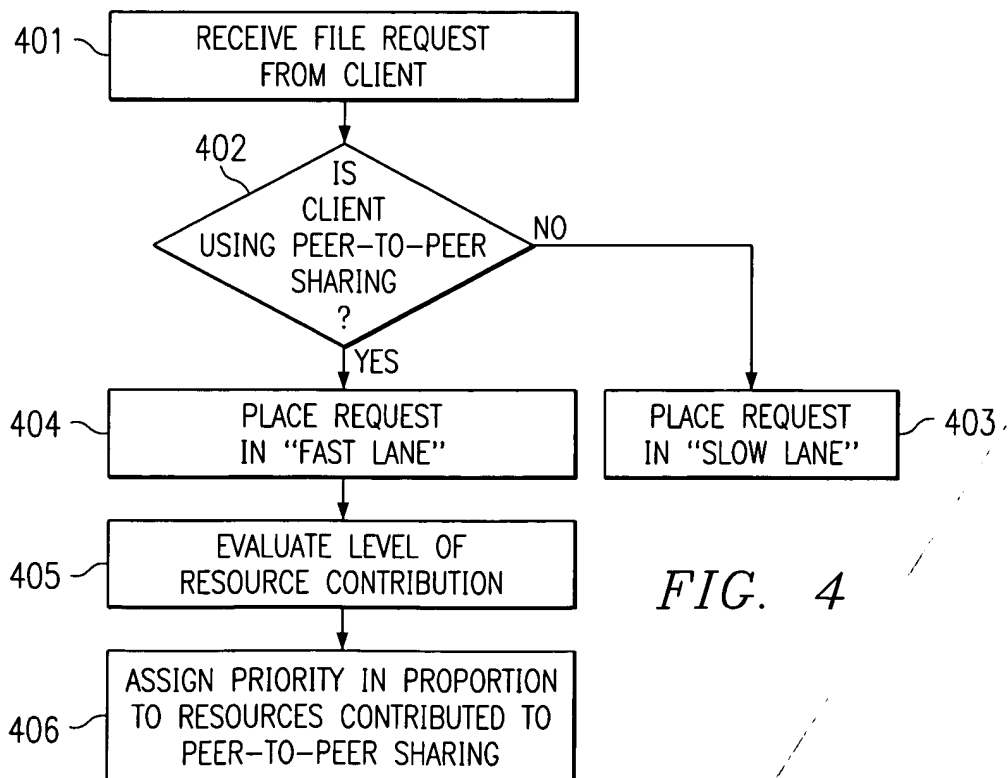 401
RECEIVE FILE REQUEST
FROM CLIENT
402
IS
CLIENT
USING PEER-TO-PEER
SHARING
?
NO
YES
404
PLACE REQUEST
IN "FAST LANE"
PLACE REQUEST
IN "SLOW LANE"
403
405
EVALUATE LEVEL OF
RESOURCE CONTRIBUTION
FIG. 4
406
ASSIGN PRIORITY IN PROPORTION
TO RESOURCES CONTRIBUTED TO
PEER-TO-PEER SHARING